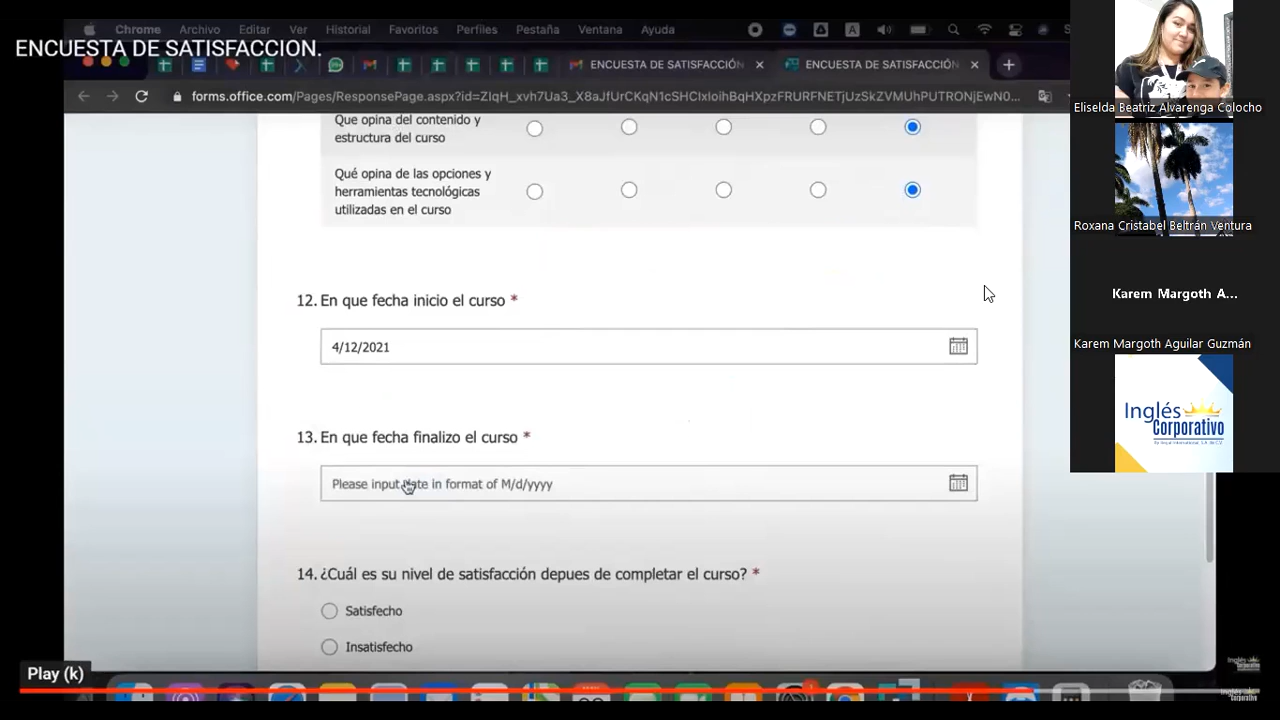 Chrome Archivo Editar Ver Historial Favoritos Perfiles Pestaña Ventana Ayuda
ENCUESTA DE SATISFACCION.
ENCUESTA DE SATISFACCIÓN
ENCUESTA DE SATISFACCIÓN
Que opina del contenido y
estructura del curso
Qué opina de las opciones y
herramientas tecnológicas
utilizadas en el curso
12. En que fecha inicio el curso *
4/12/2021
13. En que fecha finalizo el curso *
Please input date in format of M/d/yyyy
14. ¿Cuál es su nivel de satisfacción depues de completar el curso? *
Satisfecho
Insatisfecho
Play (k)
Eliselda Beatriz Alvarenga Colocho
Roxana Cristabel Beltrán Ventura
Karem Margoth A...
Karem Margoth Aguilar Guzmán
Inglés
Corporativo